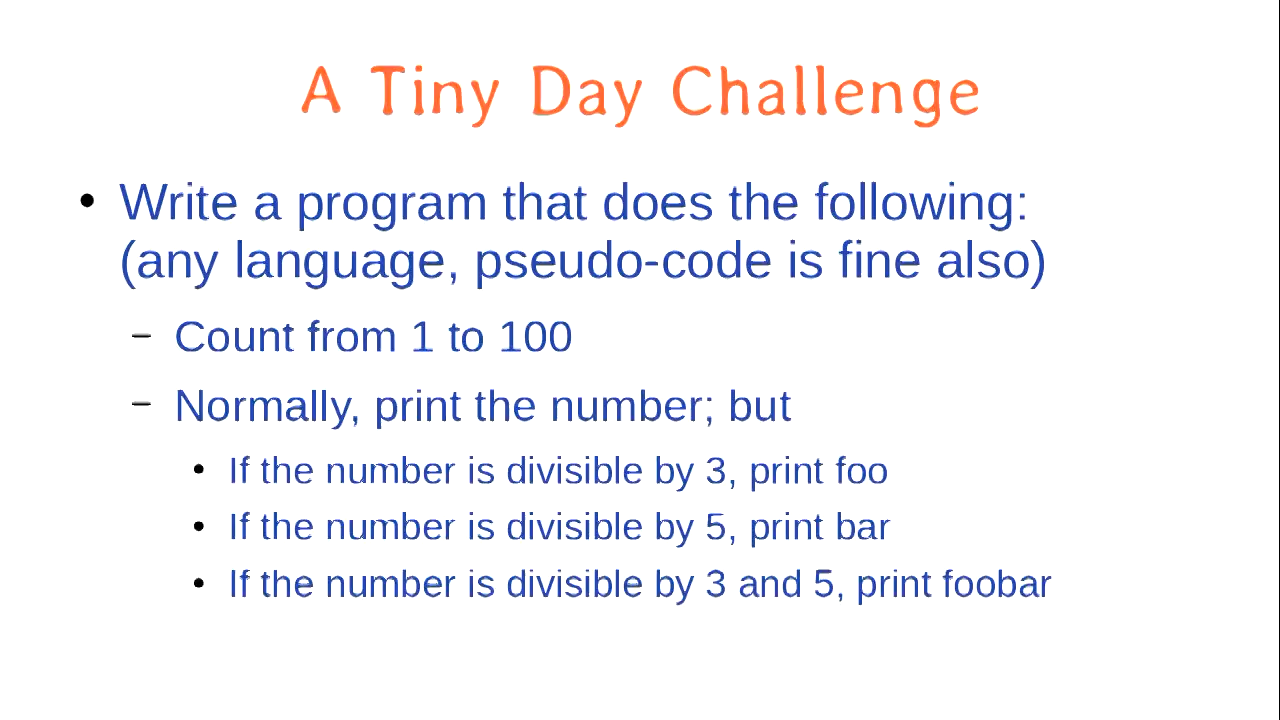 A Tiny Day Challenge
• Write a program that does the following:
(any language, pseudo-code is fine also)
– Count from 1 to 100
– Normally, print the number; but
• If the number is divisible by 3, print foo
• If the number is divisible by 5, print bar
• If the number is divisible by 3 and 5, print foobar